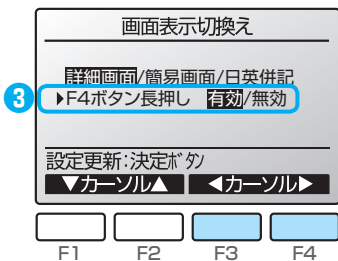 画面表示切換え
詳細画面/簡易画面/日英併記
3 ▶F4ボタン長押し 有効/無効
設定更新:決定ボタン
▼カーソル▲ ◀カーソル▶
F1 F2 F3 F4